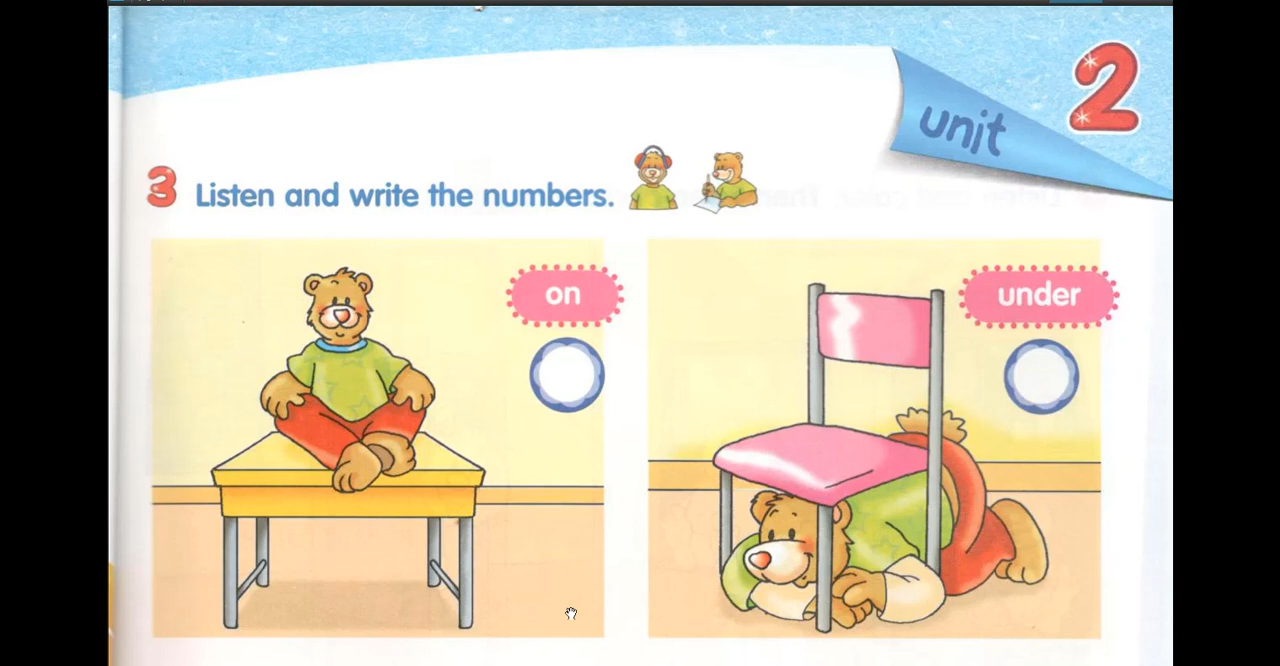 unit 2
3 Listen and write the numbers.
on
under